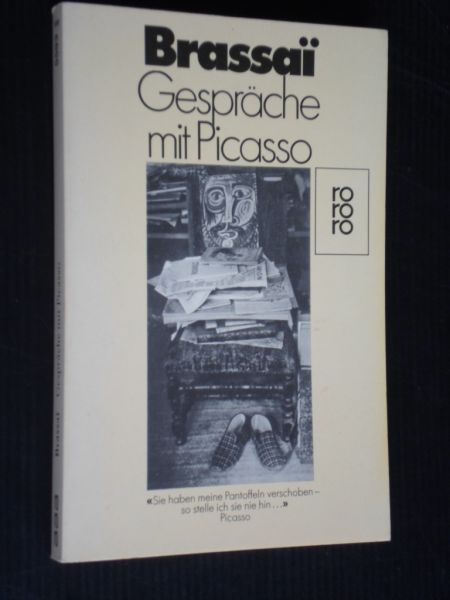 Brassaï
Gespräche
mit Picasso
ro
ro
ro
«Sie haben meine Pantoffeln verschoben –
so stelle ich sie nie hin...»
Picasso
Brassaï Gespräche mit Picasso